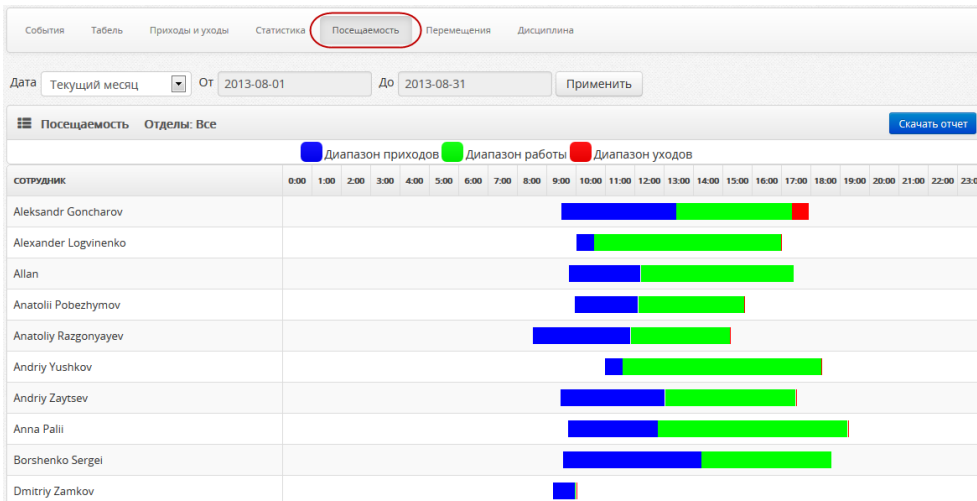 События Табель Приходы и уходы Статистика Посещаемость Перемещения Дисциплина
Дата Текущий месяц От 2013-08-01 До 2013-08-31 Применить
Посещаемость Отделы: Все Скачать отчет
Диапазон приходов Диапазон работы Диапазон уходов
СОТРУДНИК 0:00 1:00 2:00 3:00 4:00 5:00 6:00 7:00 8:00 9:00 10:00 11:00 12:00 13:00 14:00 15:00 16:00 17:00 18:00 19:00 20:00 21:00 22:00 23:0
Aleksandr Goncharov
Alexander Logvinenko
Allan
Anatolii Pobezhymov
Anatoliy Razgonyayev
Andriy Yushkov
Andriy Zaytsev
Anna Palii
Borshenko Sergei
Dmitriy Zamkov